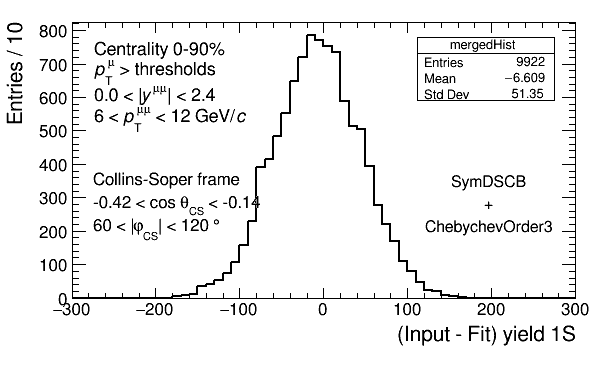 Entries / 10
800
700
600
500
400
300
200
100
0
−300
−200
−100
0
100
200
300
(Input - Fit) yield 1S
Centrality 0-90%
p_T^μ > thresholds
0.0 < |y^μμ| < 2.4
6 < p_T^μμ < 12 GeV/c
Collins-Soper frame
-0.42 < cos θ_CS < -0.14
60 < |φ_CS| < 120 °
mergedHist
Entries 9922
Mean −6.609
Std Dev 51.35
SymDSCB
+
ChebychevOrder3